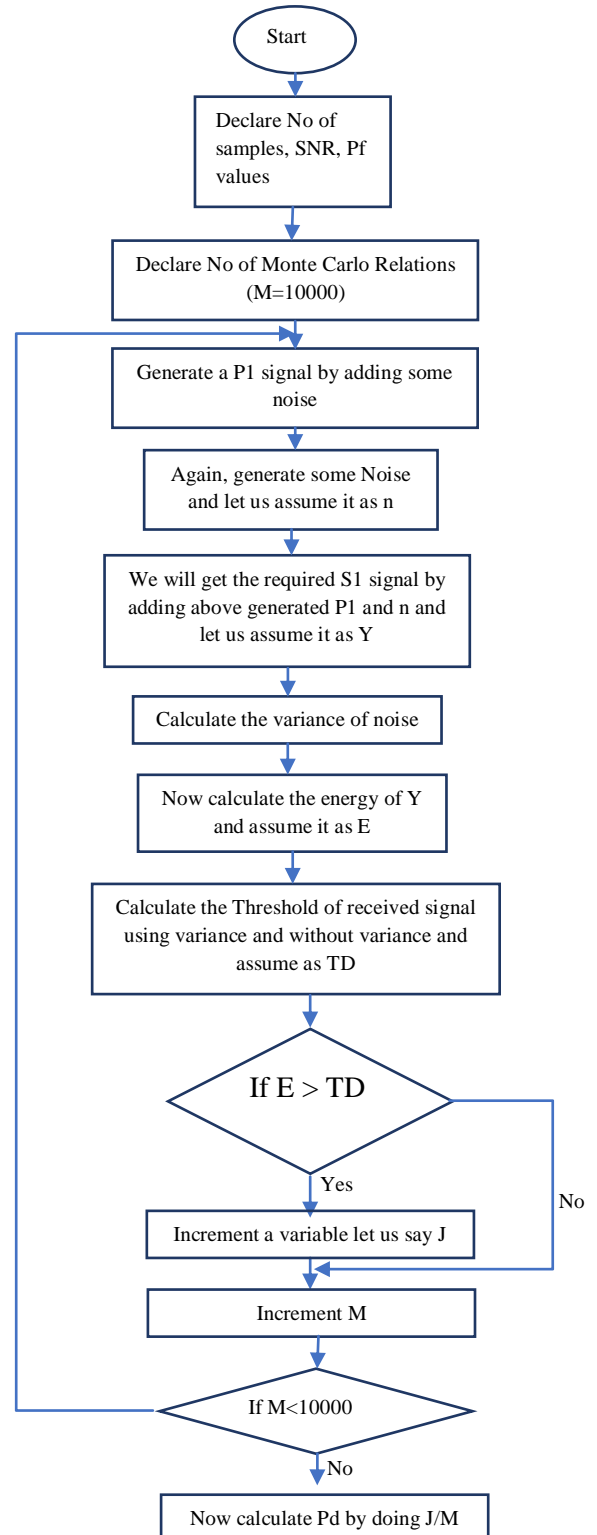 Start
Declare No of
samples, SNR, Pf
values
Declare No of Monte Carlo Relations
(M=10000)
Generate a P1 signal by adding some
noise
Again, generate some Noise
and let us assume it as n
We will get the required S1 signal by
adding above generated P1 and n and
let us assume it as Y
Calculate the variance of noise
Now calculate the energy of Y
and assume it as E
Calculate the Threshold of received signal
using variance and without variance and
assume as TD
If E > TD
Yes
No
Increment a variable let us say J
Increment M
If M<10000
No
Now calculate Pd by doing J/M